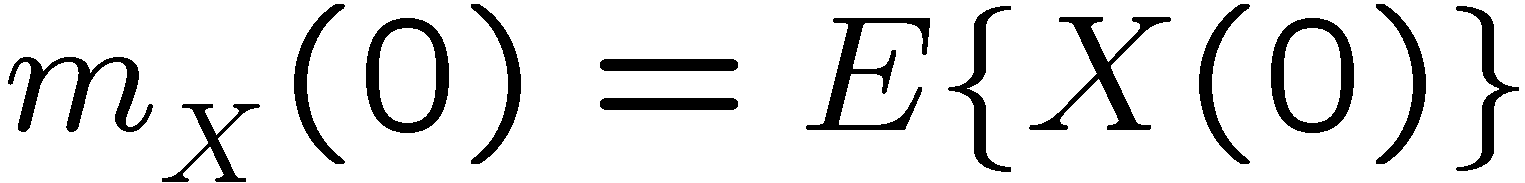 m_X(0) = E{X(0)}